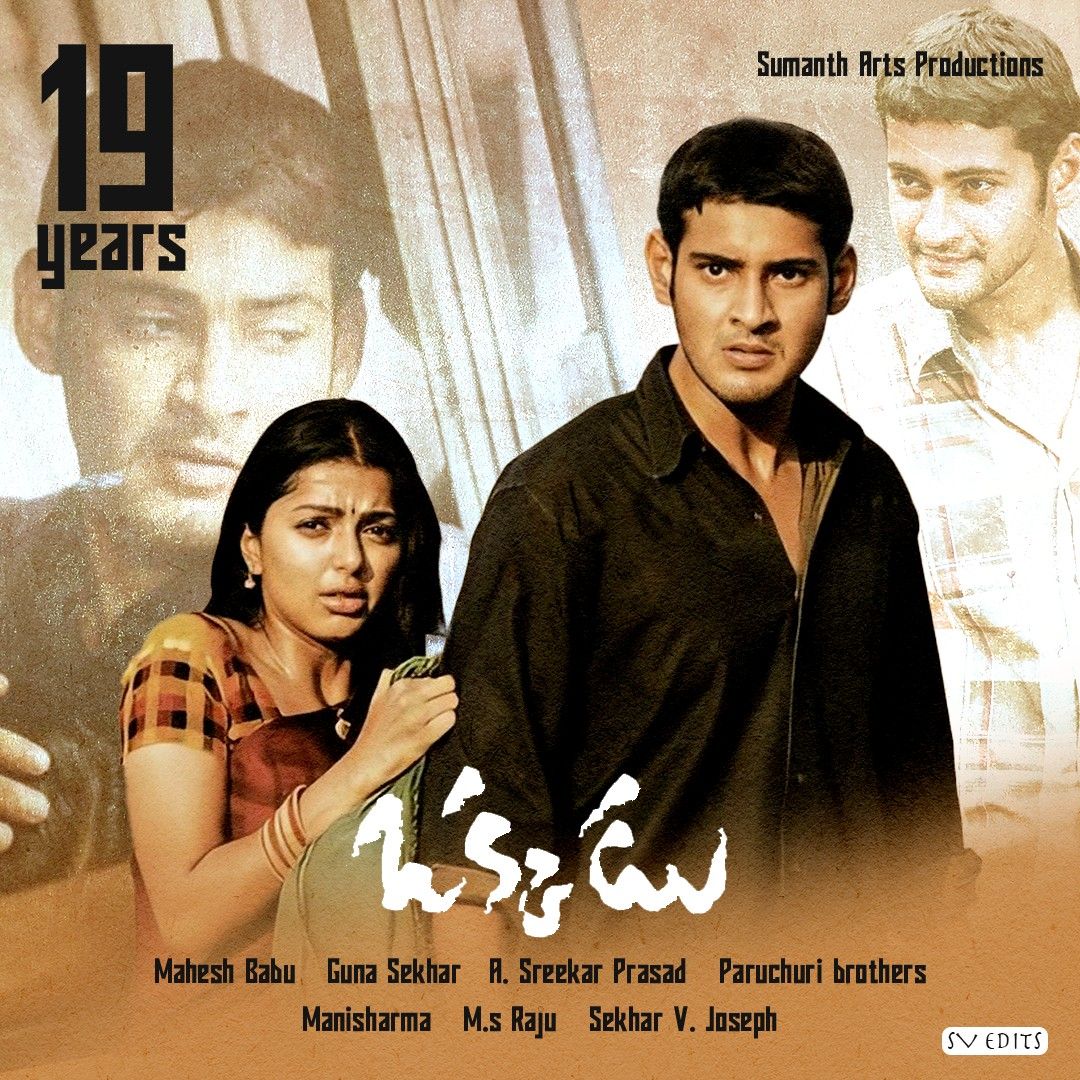 19
years
Sumanth Arts Productions
ఒక్కడు
Mahesh Babu Guna Sekhar A. Sreekar Prasad Paruchuri brothers
Manisharma M.s Raju Sekhar V. Joseph
SV EDITS